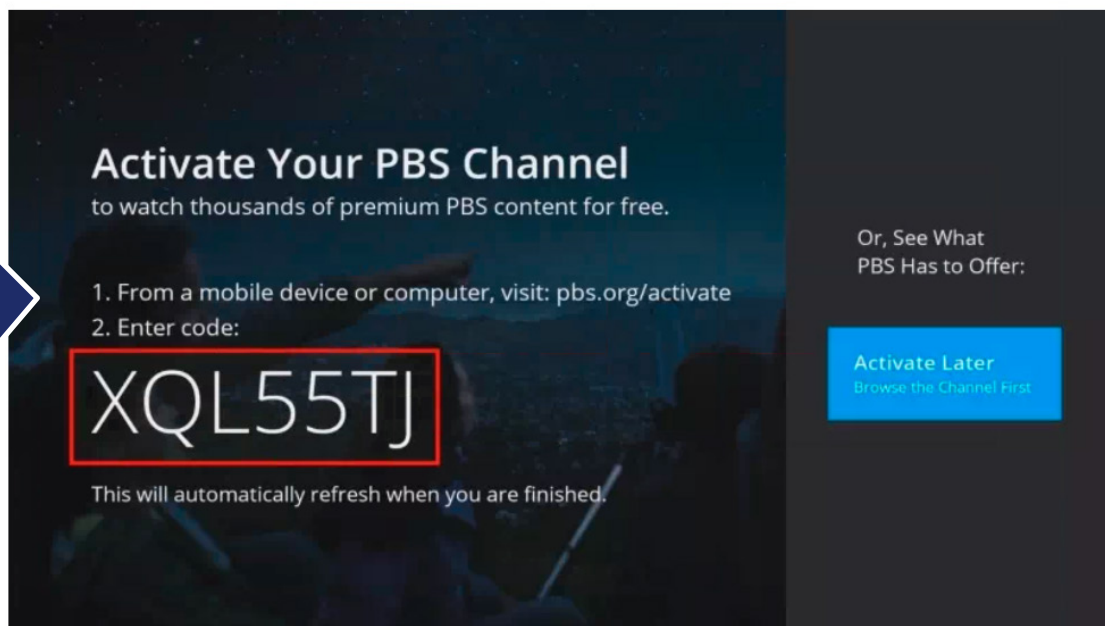 Activate Your PBS Channel
to watch thousands of premium PBS content for free.
1. From a mobile device or computer, visit: pbs.org/activate
2. Enter code:
XQL55TJ
This will automatically refresh when you are finished.
Or, See What
PBS Has to Offer:
Activate Later
Browse the Channel First